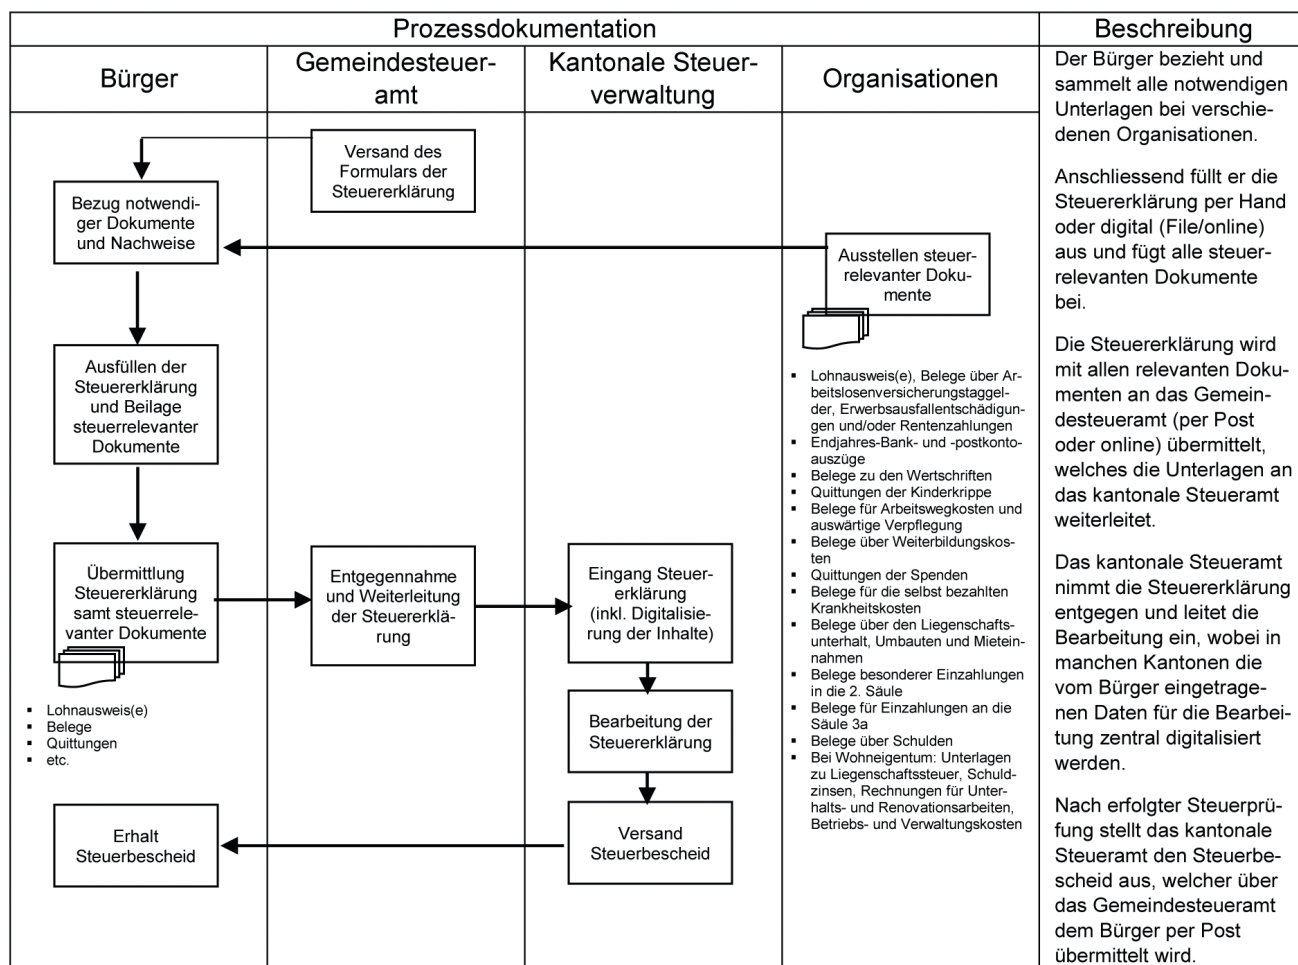 Prozessdokumentation
Beschreibung
Bürger
Gemeindesteuer-
amt
Kantonale Steuer-
verwaltung
Organisationen
Versand des
Formulars der
Steuererklärung
Bezug notwendi-
ger Dokumente
und Nachweise
Ausstellen steuer-
relevanter Doku-
mente
Ausfüllen der
Steuererklärung
und Beilage
steuerrelevanter
Dokumente
▪ Lohnausweis(e), Belege über Ar-
beitslosenversicherungstaggel-
der, Erwerbsausfallentschädigun-
gen und/oder Rentenzahlungen
▪ Endjahres-Bank- und -postkonto-
auszüge
▪ Belege zu den Wertschriften
▪ Quittungen der Kinderkrippe
▪ Belege für Arbeitswegkosten und
auswärtige Verpflegung
▪ Belege über Weiterbildungskos-
ten
▪ Quittungen der Spenden
▪ Belege für die selbst bezahlten
Krankheitskosten
▪ Belege über den Liegenschafts-
unterhalt, Umbauten und Mietein-
nahmen
▪ Belege besonderer Einzahlungen
in die 2. Säule
▪ Belege für Einzahlungen an die
Säule 3a
▪ Belege über Schulden
▪ Bei Wohneigentum: Unterlagen
zu Liegenschaftssteuer, Schuld-
zinsen, Rechnungen für Unter-
halts- und Renovationsarbeiten,
Betriebs- und Verwaltungskosten
Übermittlung
Steuererklärung
samt steuerrele-
vanter Dokumente
▪ Lohnausweis(e)
▪ Belege
▪ Quittungen
▪ etc.
Entgegennahme
und Weiterleitung
der Steuererklä-
rung
Eingang Steuer-
erklärung
(inkl. Digitalisie-
rung der Inhalte)
Bearbeitung der
Steuererklärung
Versand
Steuerbescheid
Erhalt
Steuerbescheid
Der Bürger bezieht und
sammelt alle notwendigen
Unterlagen bei verschie-
denen Organisationen.
Anschliessend füllt er die
Steuererklärung per Hand
oder digital (File/online)
aus und fügt alle steuer-
relevanten Dokumente
bei.
Die Steuererklärung wird
mit allen relevanten Doku-
menten an das Gemein-
desteueramt (per Post
oder online) übermittelt,
welches die Unterlagen an
das kantonale Steueramt
weiterleitet.
Das kantonale Steueramt
nimmt die Steuererklärung
entgegen und leitet die
Bearbeitung ein, wobei in
manchen Kantonen die
vom Bürger eingetrage-
nen Daten für die Bearbei-
tung zentral digitalisiert
werden.
Nach erfolgter Steuerprü-
fung stellt das kantonale
Steueramt den Steuerbe-
scheid aus, welcher über
das Gemeindesteueramt
dem Bürger per Post
übermittelt wird.